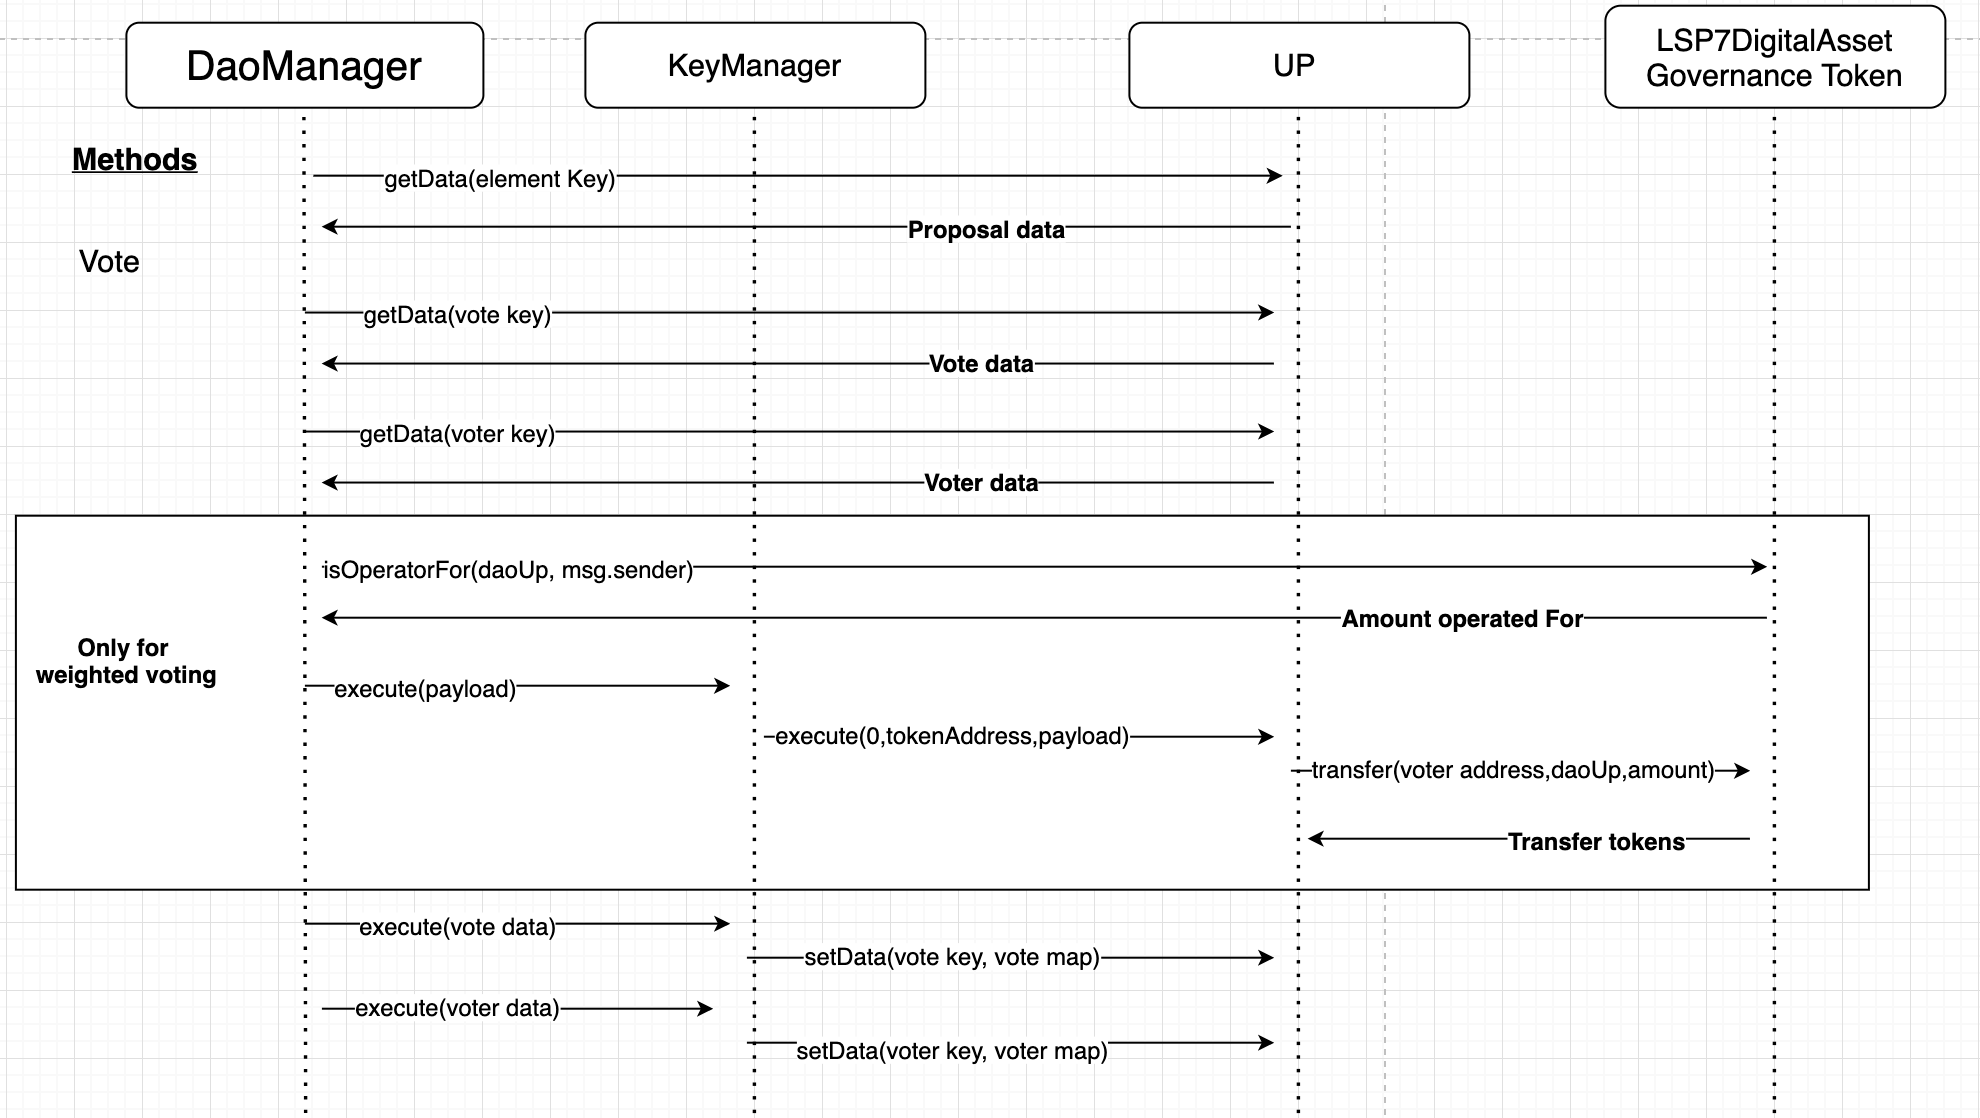 DaoManager
KeyManager
UP
LSP7DigitalAsset
Governance Token
Methods
getData(element Key)
Proposal data
Vote
getData(vote key)
Vote data
getData(voter key)
Voter data
isOperatorFor(daoUp, msg.sender)
Amount operated For
Only for
weighted voting
execute(payload)
execute(0,tokenAddress,payload)
transfer(voter address,daoUp,amount)
Transfer tokens
execute(vote data)
setData(vote key, vote map)
execute(voter data)
setData(voter key, voter map)